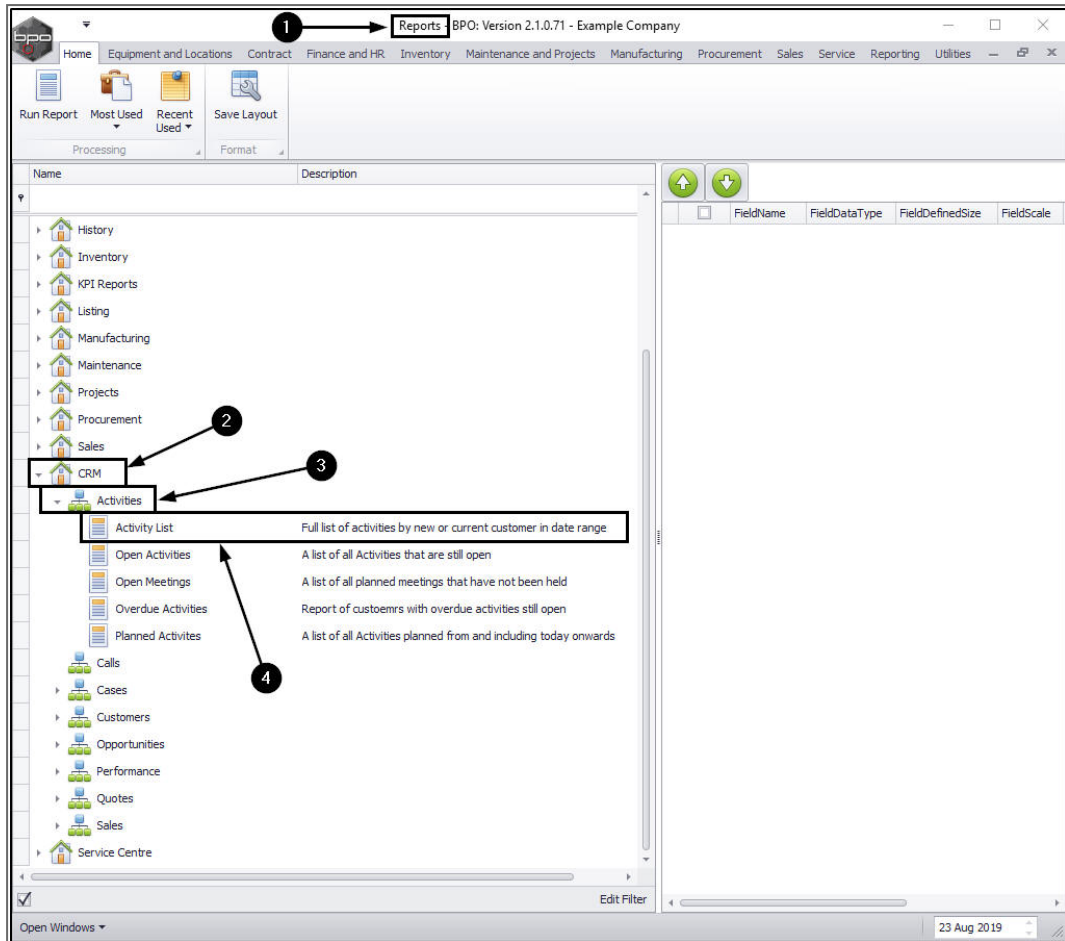 1
Reports - BPO: Version 2.1.0.71 - Example Company
bpo
Home Equipment and Locations Contract Finance and HR Inventory Maintenance and Projects Manufacturing Procurement Sales Service Reporting Utilities
Run Report Most Used Recent Used Save Layout
Processing Format
Name Description
FieldName FieldDataType FieldDefinedSize FieldScale
History
Inventory
KPI Reports
Listing
Manufacturing
Maintenance
Projects
Procurement
2
Sales
CRM
3
Activities
Activity List Full list of activities by new or current customer in date range
Open Activities A list of all Activities that are still open
Open Meetings A list of all planned meetings that have not been held
Overdue Activities Report of custoemrs with overdue activities still open
Planned Activites A list of all Activities planned from and including today onwards
Calls
4
Cases
Customers
Opportunities
Performance
Quotes
Sales
Service Centre
Edit Filter
Open Windows 23 Aug 2019